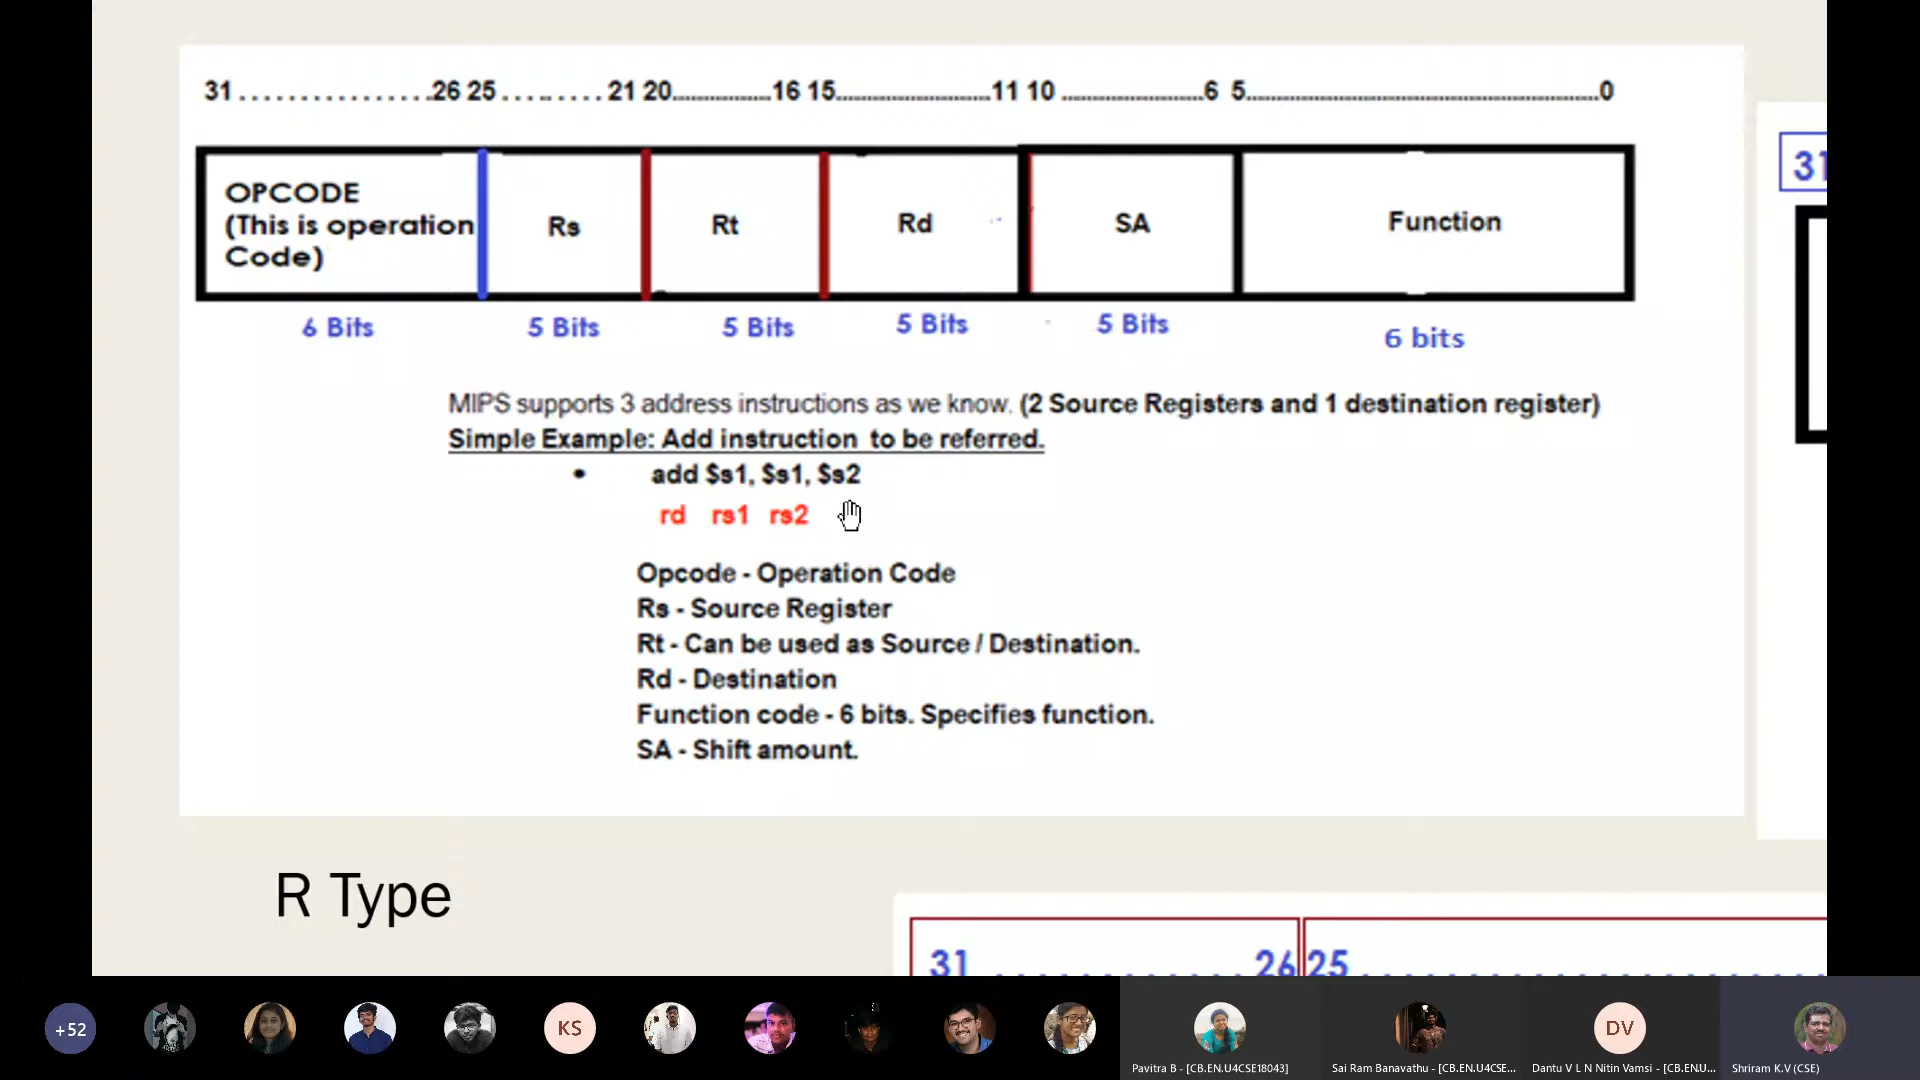 31 ................26 25 ......... 21 20..................16 15............................11 10 ..........................6 5................................................................0
31
OPCODE
(This is operation
Code)
Rs
Rt
Rd
SA
Function
6 Bits
5 Bits
5 Bits
5 Bits
5 Bits
6 bits
MIPS supports 3 address instructions as we know. (2 Source Registers and 1 destination register)
Simple Example: Add instruction to be referred.
• add $s1, $s1, $s2
rd rs1 rs2
Opcode - Operation Code
Rs - Source Register
Rt - Can be used as Source / Destination.
Rd - Destination
Function code - 6 bits. Specifies function.
SA - Shift amount.
R Type
31 ............ 26 25 ....................
+52
KS
DV
Pavitra B - [CB.EN.U4CSE18043]
Sai Ram Banavathu - [CB.EN.U4CSE...
Dantu V L N Nitin Vamsi - [CB.EN.U...
Shriram K.V (CSE)